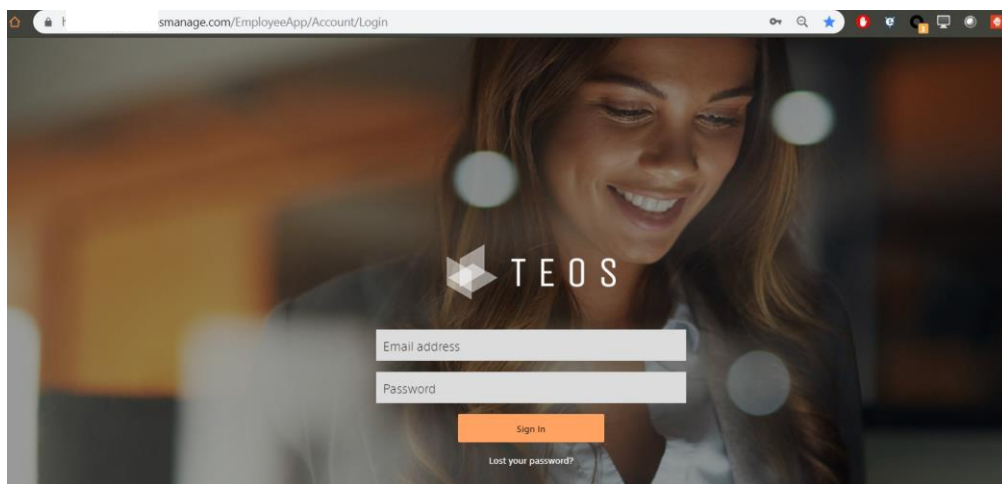 smanage.com/EmployeeApp/Account/Login
TEOS
Email address
Password
Sign In
Lost your password?